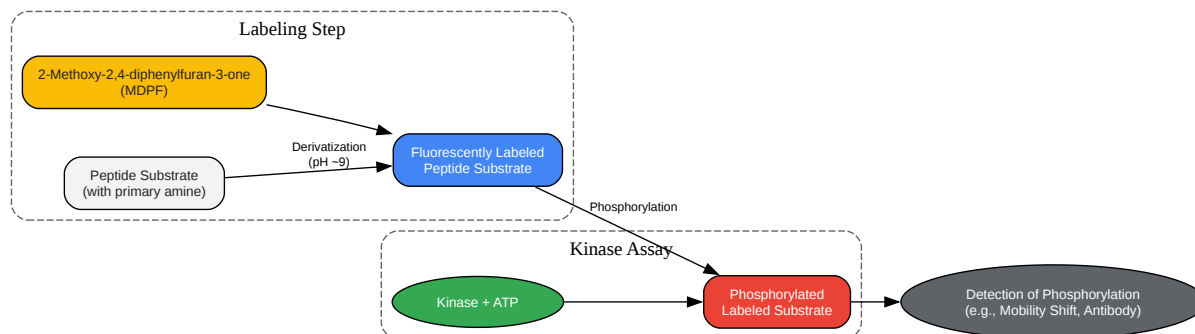 Labeling Step
2-Methoxy-2,4-diphenylfuran-3-one
(MDPF)
Derivatization
(pH ~9)
Peptide Substrate
(with primary amine)
Fluorescently Labeled
Peptide Substrate
Phosphorylation
Kinase Assay
Kinase + ATP
Phosphorylated
Labeled Substrate
Detection of Phosphorylation
(e.g., Mobility Shift, Antibody)